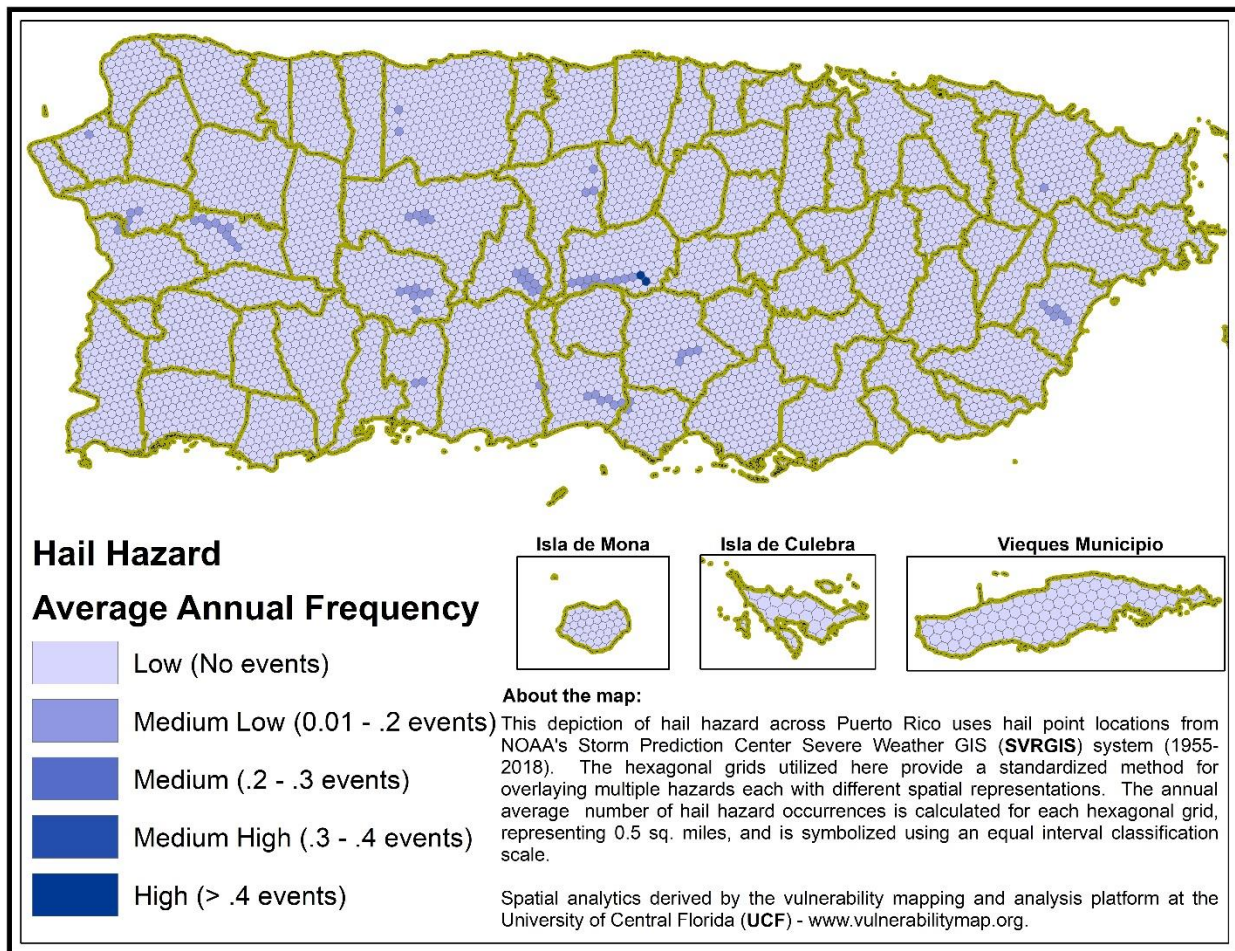 Hail Hazard
Average Annual Frequency
Low (No events)
Medium Low (0.01 - .2 events)
Medium (.2 - .3 events)
Medium High (.3 - .4 events)
High (> .4 events)
Isla de Mona
Isla de Culebra
Vieques Municipio
About the map:
This depiction of hail hazard across Puerto Rico uses hail point locations from
NOAA's Storm Prediction Center Severe Weather GIS (SVRGIS) system (1955-
2018). The hexagonal grids utilized here provide a standardized method for
overlaying multiple hazards each with different spatial representations. The annual
average number of hail hazard occurrences is calculated for each hexagonal grid,
representing 0.5 sq. miles, and is symbolized using an equal interval classification
scale.
Spatial analytics derived by the vulnerability mapping and analysis platform at the
University of Central Florida (UCF) - www.vulnerabilitymap.org.